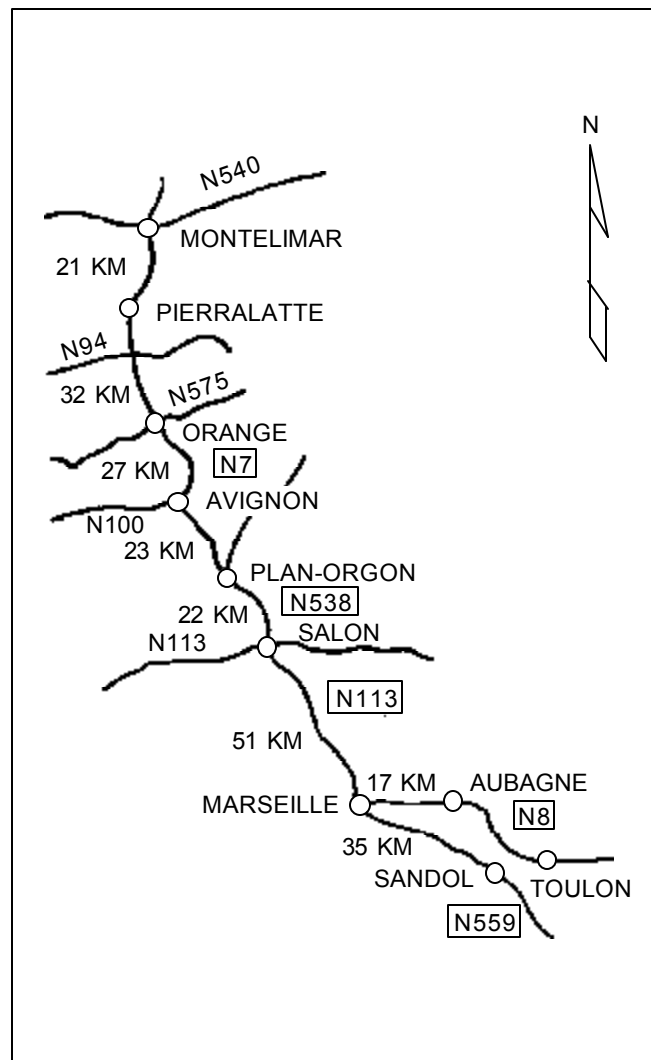 N
N540
MONTELIMAR
21 KM
PIERRALATTE
N94
32 KM
N575
ORANGE
27 KM
N7
AVIGNON
N100
23 KM
PLAN-ORGON
22 KM
N538
SALON
N113
N113
51 KM
17 KM
AUBAGNE
MARSEILLE
N8
35 KM
SANDOL
TOULON
N559